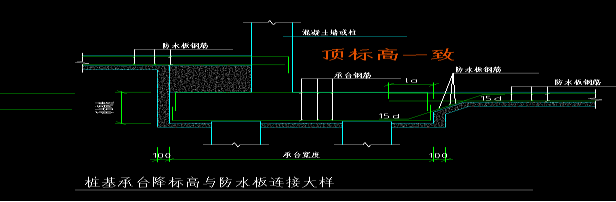 混凝土墙或柱
防水板钢筋
顶标高一致
承台钢筋
la
防水板钢筋
防水板钢筋
15d
15d
100
承台宽度
100
桩基承台降标高与防水板连接大样